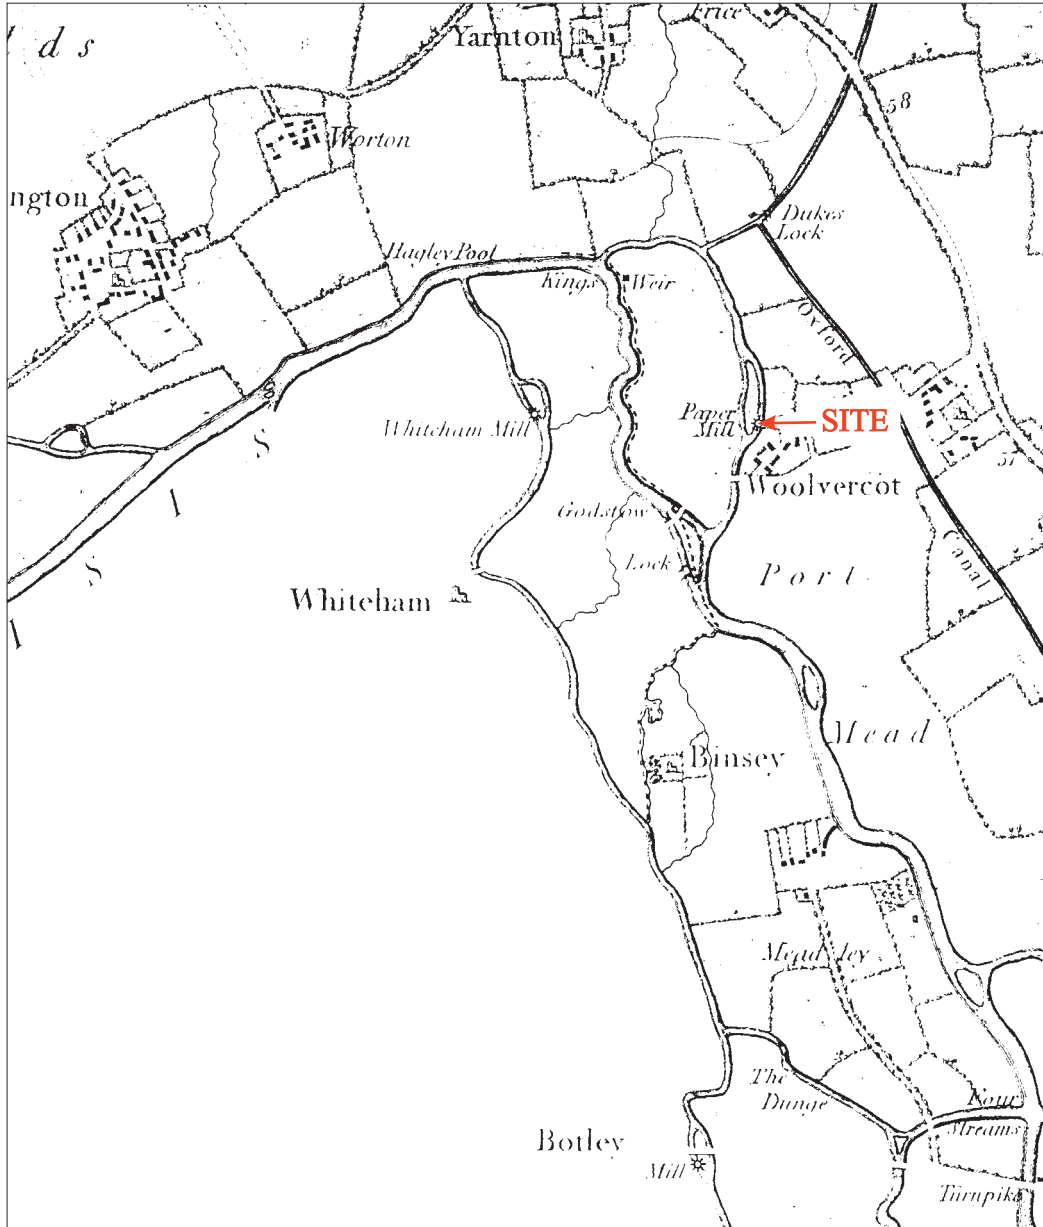 Yarnton
l d s
58
Worton
ngton
Dukes
Lock
Hagley Pool
Kings Weir
Oxford
Paper
Mill
SITE
Whiteham Mill
57
Woolvercot
Godstow
Canal
Lock
Port
I S I S
Whiteham
Mead
Binsey
Mead ley
The
Dunge
Four
Streams
Botley
Mill
Turnpike